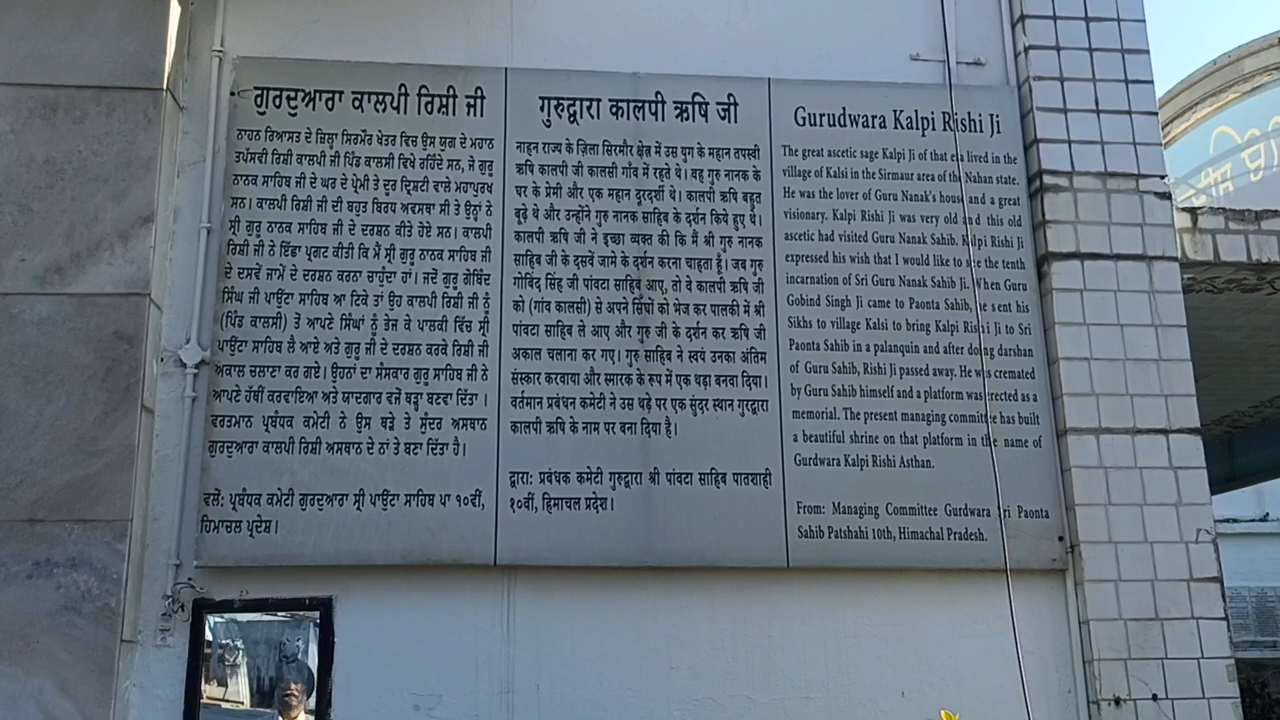 ਗੁਰਦੁਆਰਾ ਕਾਲਪੀ ਰਿਸ਼ੀ ਜੀ
ਨਾਹਨ ਰਿਆਸਤ ਦੇ ਜ਼ਿਲ੍ਹਾ ਸਿਰਮੌਰ ਖੇਤਰ ਵਿਚ ਉਸ ਯੁਗ ਦੇ ਮਹਾਨ
ਤਪੱਸਵੀ ਰਿਸ਼ੀ ਕਾਲਪੀ ਜੀ ਪਿੰਡ ਕਾਲਸੀ ਵਿਖੇ ਰਹਿੰਦੇ ਸਨ, ਜੋ ਗੁਰੂ
ਨਾਨਕ ਸਾਹਿਬ ਜੀ ਦੇ ਘਰ ਦੇ ਪ੍ਰੇਮੀ ਤੇ ਦੂਰ ਦ੍ਰਿਸ਼ਟੀ ਵਾਲੇ ਮਹਾਪੁਰਖ
ਸਨ। ਕਾਲਪੀ ਰਿਸ਼ੀ ਜੀ ਦੀ ਬਹੁਤ ਬਿਰਧ ਅਵਸਥਾ ਸੀ ਤੇ ਉਨ੍ਹਾਂ ਨੇ
ਸ੍ਰੀ ਗੁਰੂ ਨਾਨਕ ਸਾਹਿਬ ਜੀ ਦੇ ਦਰਸ਼ਨ ਕੀਤੇ ਹੋਏ ਸਨ। ਕਾਲਪੀ
ਰਿਸ਼ੀ ਜੀ ਨੇ ਇੱਛਾ ਪ੍ਰਗਟ ਕੀਤੀ ਕਿ ਮੈਂ ਸ੍ਰੀ ਗੁਰੂ ਨਾਨਕ ਸਾਹਿਬ ਜੀ
ਦੇ ਦਸਵੇਂ ਜਾਮੇਂ ਦੇ ਦਰਸ਼ਨ ਕਰਨਾ ਚਾਹੁੰਦਾ ਹਾਂ। ਜਦੋਂ ਗੁਰੂ ਗੋਬਿੰਦ
ਸਿੰਘ ਜੀ ਪਾਉਂਟਾ ਸਾਹਿਬ ਆ ਟਿਕੇ ਤਾਂ ਉਹ ਕਾਲਪੀ ਰਿਸ਼ੀ ਜੀ ਨੂੰ
(ਪਿੰਡ ਕਾਲਸੀ) ਤੋਂ ਆਪਣੇ ਸਿੰਘਾਂ ਨੂੰ ਭੇਜ ਕੇ ਪਾਲਕੀ ਵਿੱਚ ਸ੍ਰੀ
ਪਾਉਂਟਾ ਸਾਹਿਬ ਲੈ ਆਏ ਅਤੇ ਗੁਰੂ ਜੀ ਦੇ ਦਰਸ਼ਨ ਕਰਕੇ ਰਿਸ਼ੀ ਜੀ
ਅਕਾਲ ਚਲਾਣਾ ਕਰ ਗਏ। ਉਹਨਾਂ ਦਾ ਸੰਸਕਾਰ ਗੁਰੂ ਸਾਹਿਬ ਜੀ ਨੇ
ਆਪਣੇ ਹੱਥੀਂ ਕਰਵਾਇਆ ਅਤੇ ਯਾਦਗਾਰ ਵਜੋਂ ਥੜ੍ਹਾ ਬਣਵਾ ਦਿੱਤਾ ।
ਵਰਤਮਾਨ ਪ੍ਰਬੰਧਕ ਕਮੇਟੀ ਨੇ ਉਸ ਥੜੇ ਤੇ ਸੁੰਦਰ ਅਸਥਾਨ
ਗੁਰਦੁਆਰਾ ਕਾਲਪੀ ਰਿਸ਼ੀ ਅਸਥਾਨ ਦੇ ਨਾਂ ਤੇ ਬਣਾ ਦਿੱਤਾ ਹੈ।
ਵਲੋਂ: ਪ੍ਰਬੰਧਕ ਕਮੇਟੀ ਗੁਰਦੁਆਰਾ ਸ੍ਰੀ ਪਾਉਂਟਾ ਸਾਹਿਬ ਪਾ ੧੦ਵੀਂ,
ਹਿਮਾਚਲ ਪ੍ਰਦੇਸ਼।
गुरुद्वारा कालपी ऋषि जी
नाहन राज्य के ज़िला सिरमौर क्षेत्र में उस युग के महान तपस्वी
ऋषि कालपी जी कालसी गाँव में रहते थे। वह गुरु नानक के
घर के प्रेमी और एक महान दूरदर्शी थे। कालपी ऋषि बहुत
बूढ़े थे और उन्होंने गुरु नानक साहिब के दर्शन किये हुए थे।
कालपी ऋषि जी ने इच्छा व्यक्त की कि मैं श्री गुरु नानक
साहिब जी के दसवें जामे के दर्शन करना चाहता हूँ। जब गुरु
गोबिंद सिंह जी पांवटा साहिब आए, तो वे कालपी ऋषि जी
को (गांव कालसी) से अपने सिंघों को भेज कर पालकी में श्री
पांवटा साहिब ले आए और गुरु जी के दर्शन कर ऋषि जी
अकाल चलाना कर गए। गुरु साहिब ने स्वयं उनका अंतिम
संस्कार करवाया और स्मारक के रूप में एक थड़ा बनवा दिया।
वर्तमान प्रबंधन कमेटी ने उस थड़े पर एक सुंदर स्थान गुरद्वारा
कालपी ऋषि के नाम पर बना दिया है।
द्वारा: प्रबंधक कमेटी गुरुद्वारा श्री पांवटा साहिब पातशाही
१०वीं, हिमाचल प्रदेश।
Gurudwara Kalpi Rishi Ji
The great ascetic sage Kalpi Ji of that era lived in the
village of Kalsi in the Sirmaur area of the Nahan state.
He was the lover of Guru Nanak's house and a great
visionary. Kalpi Rishi Ji was very old and this old
ascetic had visited Guru Nanak Sahib. Kalpi Rishi Ji
expressed his wish that I would like to see the tenth
incarnation of Sri Guru Nanak Sahib Ji. When Guru
Gobind Singh Ji came to Paonta Sahib, he sent his
Sikhs to village Kalsi to bring Kalpi Rishi Ji to Sri
Paonta Sahib in a palanquin and after doing darshan
of Guru Sahib, Rishi Ji passed away. He was cremated
by Guru Sahib himself and a platform was erected as a
memorial. The present managing committee has built
a beautiful shrine on that platform in the name of
Gurdwara Kalpi Rishi Asthan.
From: Managing Committee Gurdwara Sri Paonta
Sahib Patshahi 10th, Himachal Pradesh.